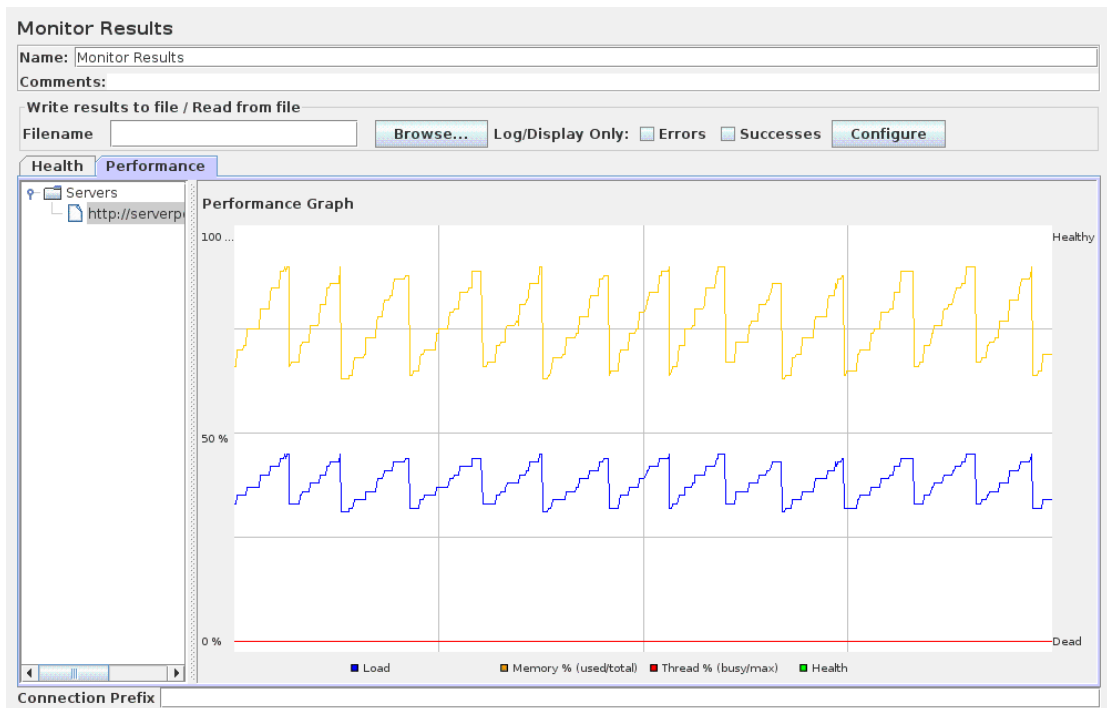 Monitor Results
Name: Monitor Results
Comments:
Write results to file / Read from file
Filename Browse... Log/Display Only: Errors Successes Configure
Health Performance
Servers
http://serverp
Performance Graph
100 ...
Healthy
50 %
0 %
Dead
Load Memory % (used/total) Thread % (busy/max) Health
Connection Prefix